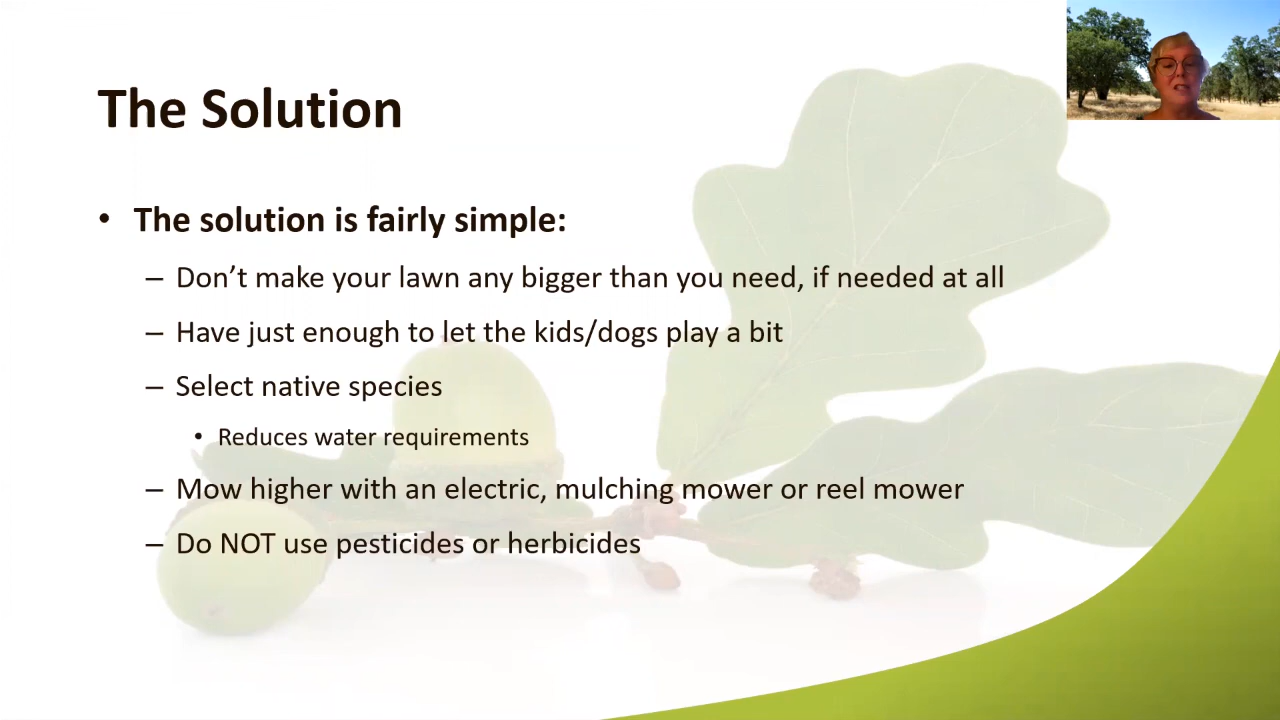 The Solution
• The solution is fairly simple:
– Don’t make your lawn any bigger than you need, if needed at all
– Have just enough to let the kids/dogs play a bit
– Select native species
• Reduces water requirements
– Mow higher with an electric, mulching mower or reel mower
– Do NOT use pesticides or herbicides